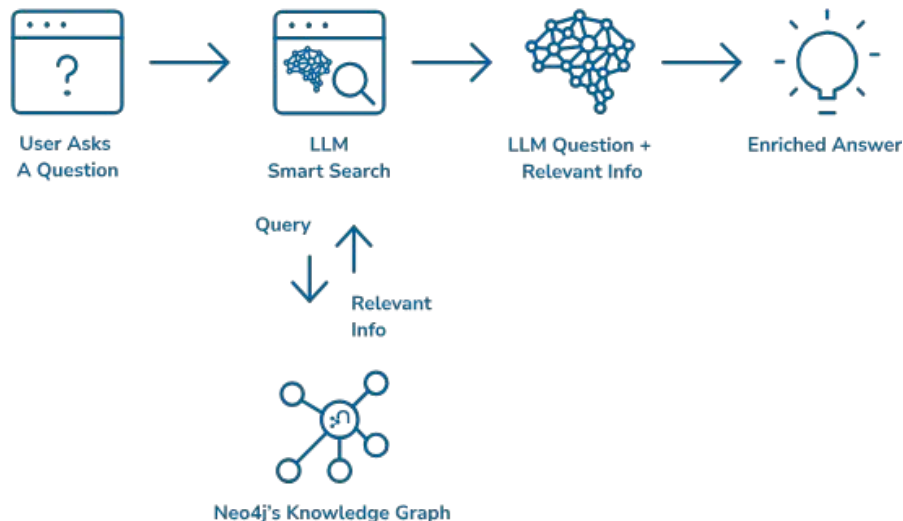 ?
User Asks
A Question
LLM
Smart Search
LLM Question +
Relevant Info
Enriched Answer
Query
Relevant
Info
Neo4j's Knowledge Graph